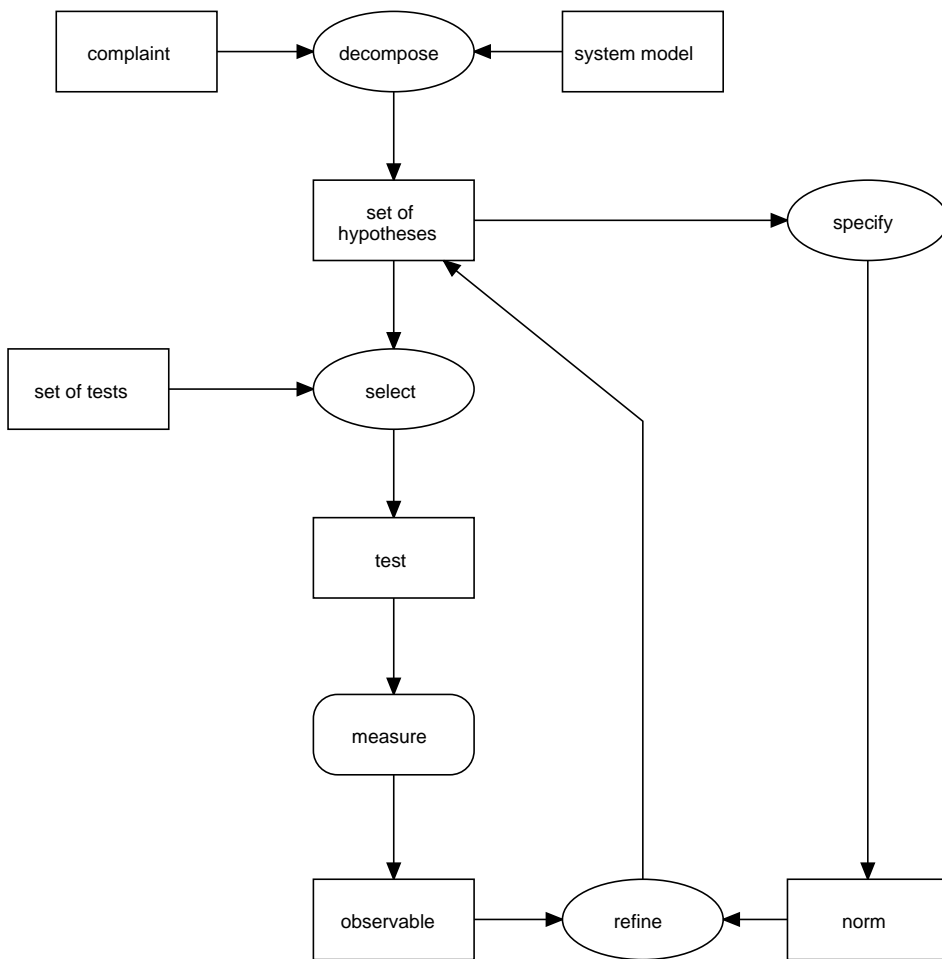 complaint
decompose
system model
set of
hypotheses
specify
set of tests
select
test
measure
observable
refine
norm